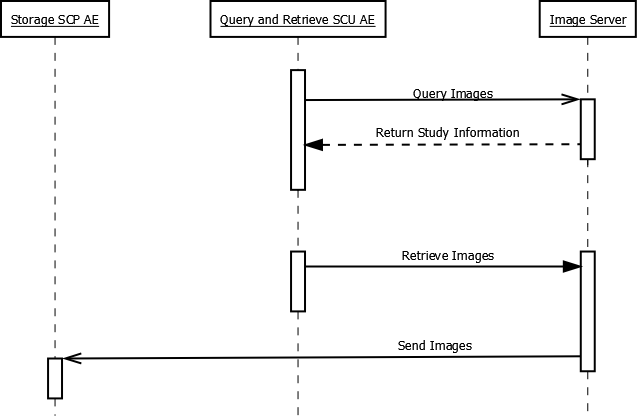 Storage SCP AE
Query and Retrieve SCU AE
Image Server
Query Images
Return Study Information
Retrieve Images
Send Images